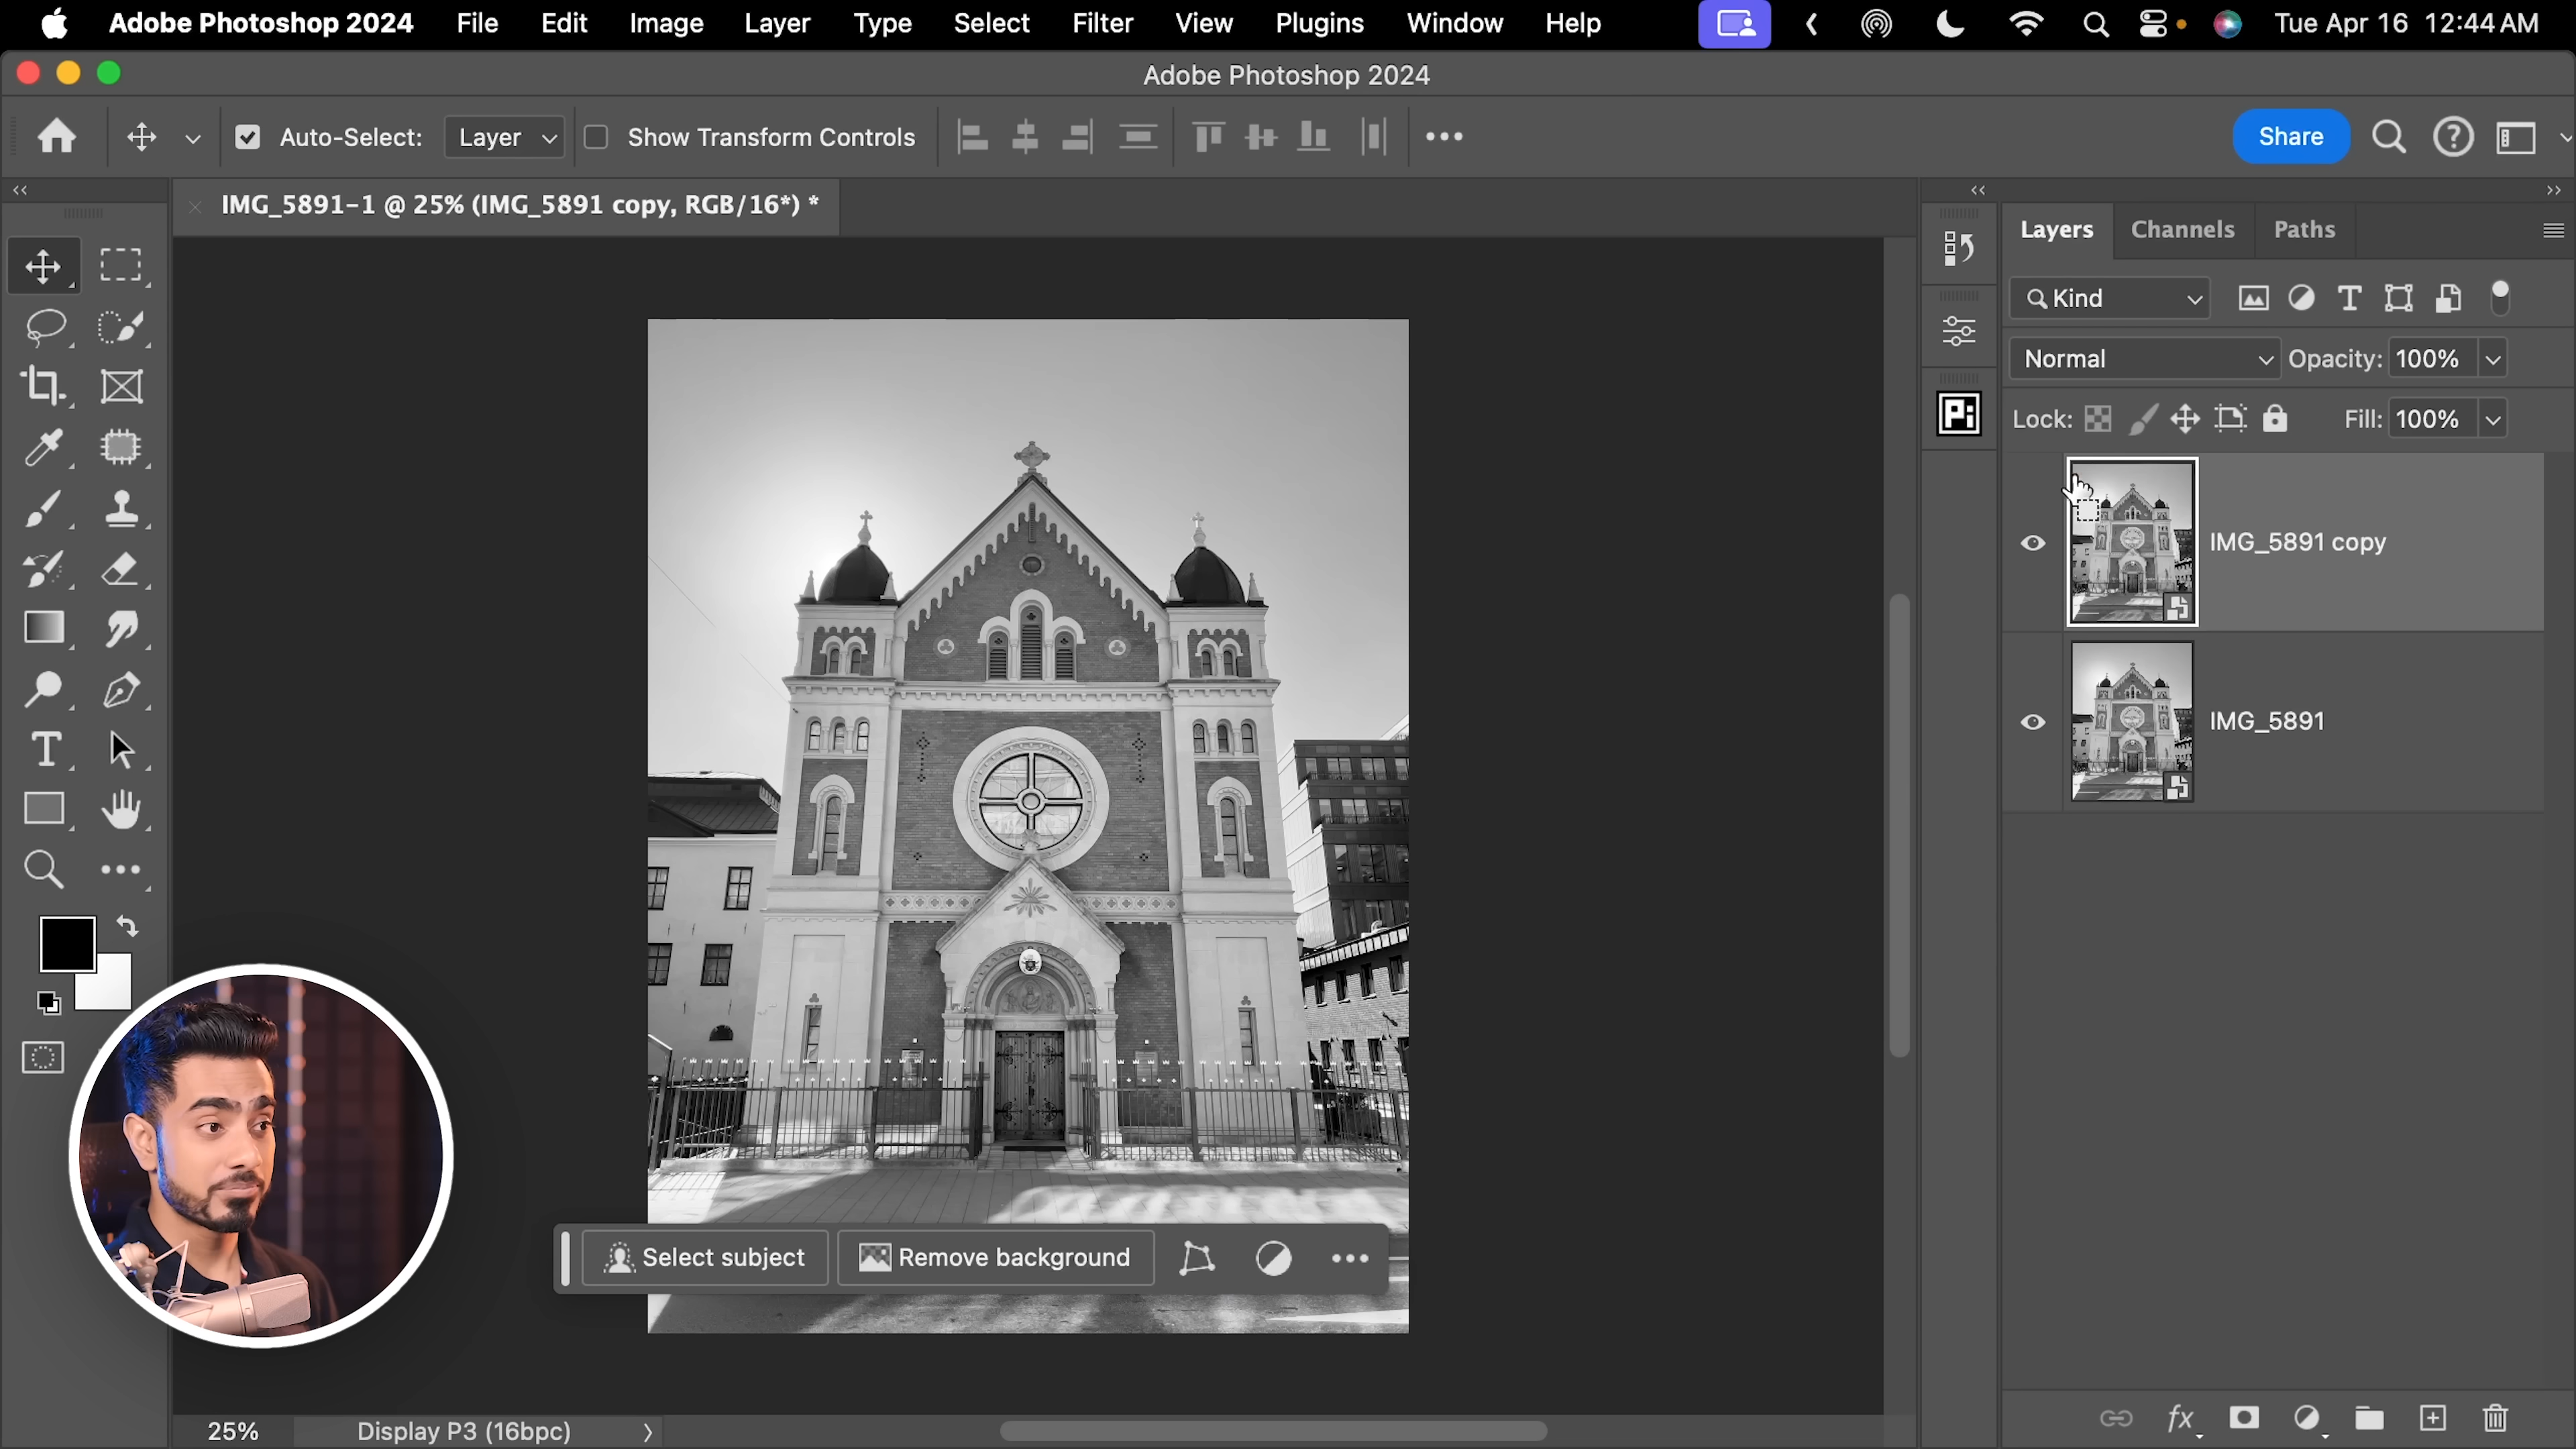 Adobe Photoshop 2024 File Edit Image Layer Type Select Filter View Plugins Window Help Tue Apr 16 12:44 AM
Adobe Photoshop 2024
Auto-Select: Layer Show Transform Controls Share
IMG_5891-1 @ 25% (IMG_5891 copy, RGB/16*) *
Layers Channels Paths
Kind
Normal Opacity: 100%
Lock: Fill: 100%
Pi
IMG_5891 copy
IMG_5891
Select subject Remove background
25% Display P3 (16bpc)
fx